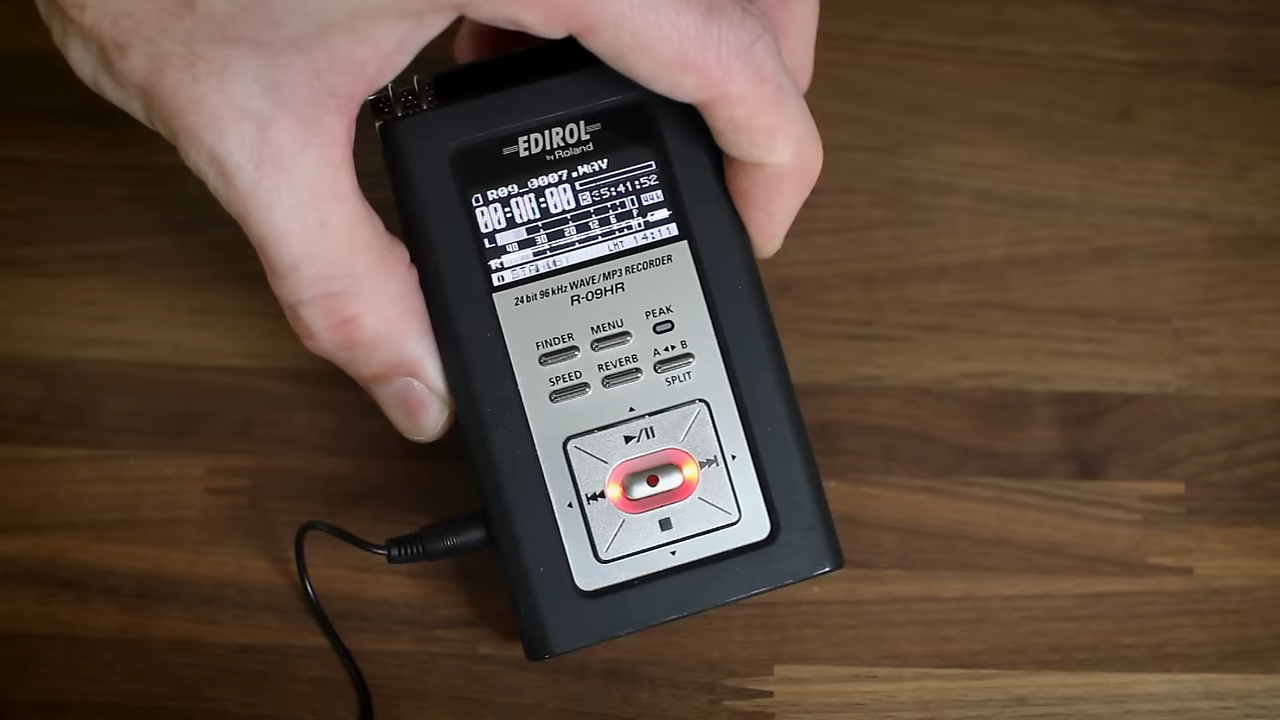 EDIROL
by Roland
R09_0007.WAV
00:00:00 5:41:52 44k
L 40 30 20 12 6 P
R
LMT 14:11
24 bit 96 kHz WAVE/MP3 RECORDER
R-09HR
FINDER MENU PEAK
SPEED REVERB A B
SPLIT